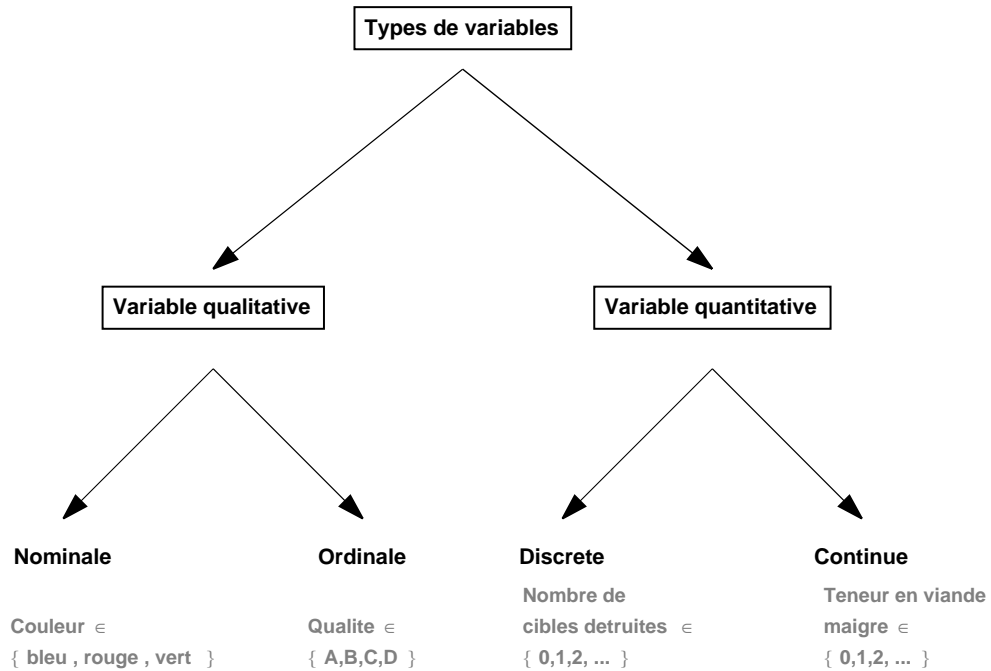 Types de variables
Variable qualitative
Variable quantitative
Nominale
Ordinale
Discrete
Continue
Couleur ∈
{ bleu , rouge , vert }
Qualite ∈
{ A,B,C,D }
Nombre de
cibles detruites ∈
{ 0,1,2, ... }
Teneur en viande
maigre ∈
{ 0,1,2, ... }